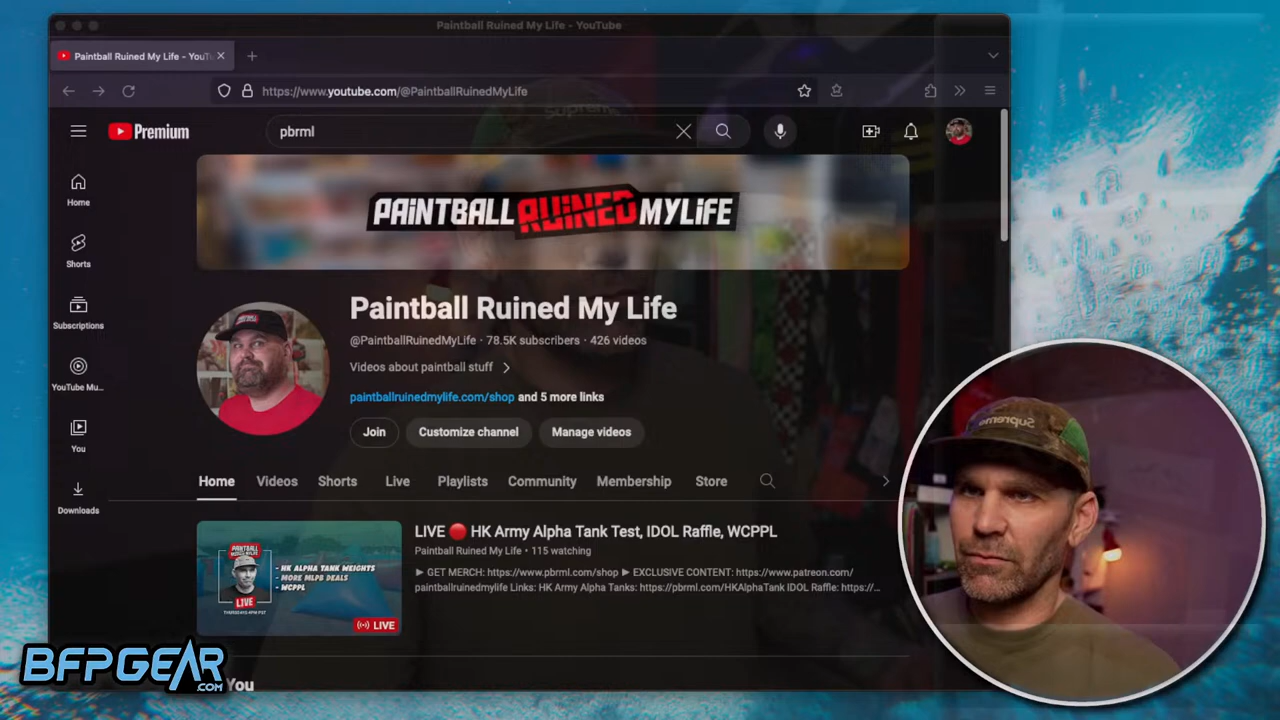 Paintball Ruined My Life - YouTube
Paintball Ruined My Life - YouTu
https://www.youtube.com/@PaintballRuinedMyLife
Premium
pbrml
PAINTBALL RUINED MY LIFE
Home
Shorts
Subscriptions
YouTube Mu...
You
Downloads
Paintball Ruined My Life
@PaintballRuinedMyLife · 78.5K subscribers · 426 videos
Videos about paintball stuff
paintballruinedmylife.com/shop and 5 more links
Join Customize channel Manage videos
Home Videos Shorts Live Playlists Community Membership Store
LIVE 🔴 HK Army Alpha Tank Test, IDOL Raffle, WCPPL
Paintball Ruined My Life · 115 watching
► GET MERCH: https://www.pbrml.com/shop ► EXCLUSIVE CONTENT: https://www.patreon.com/
paintballruinedmylife Links: HK Army Alpha Tanks: https://pbrml.com/HKAlphaTank IDOL Raffle: https://...
- HK ALPHA TANK WEIGHTS
- MORE MLPB DEALS
- WCPPL
LIVE
LIVE
You
BFPGEAR
.COM
Supreme
Supreme